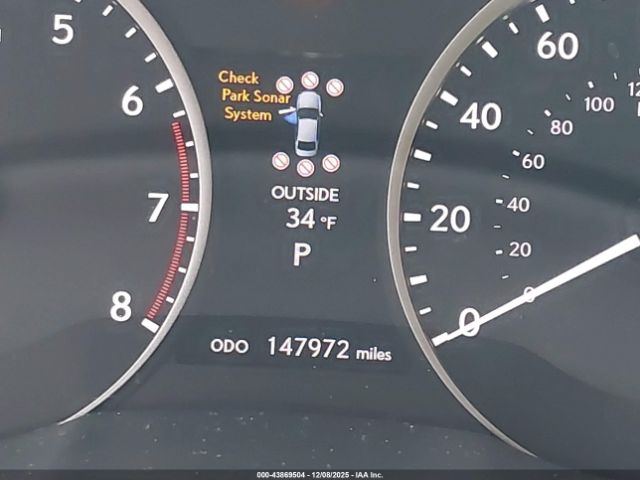 5
6
7
8
Check
Park Sonar
System
OUTSIDE
34 °F
P
ODO 147972 miles
60
40
20
0
100
80
60
40
20
0
000-43869504 - 12/08/2025 - IAA Inc.